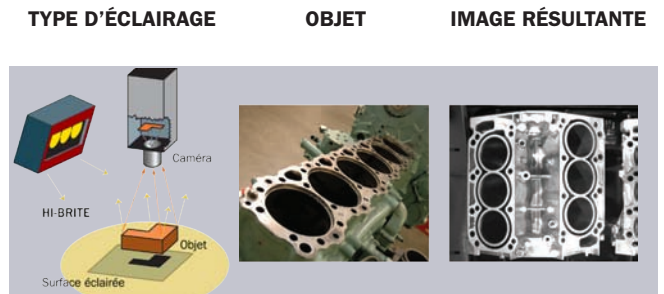 TYPE D'ÉCLAIRAGE OBJET IMAGE RÉSULTANTE
Caméra
HI-BRITE
Objet
Surface éclairée